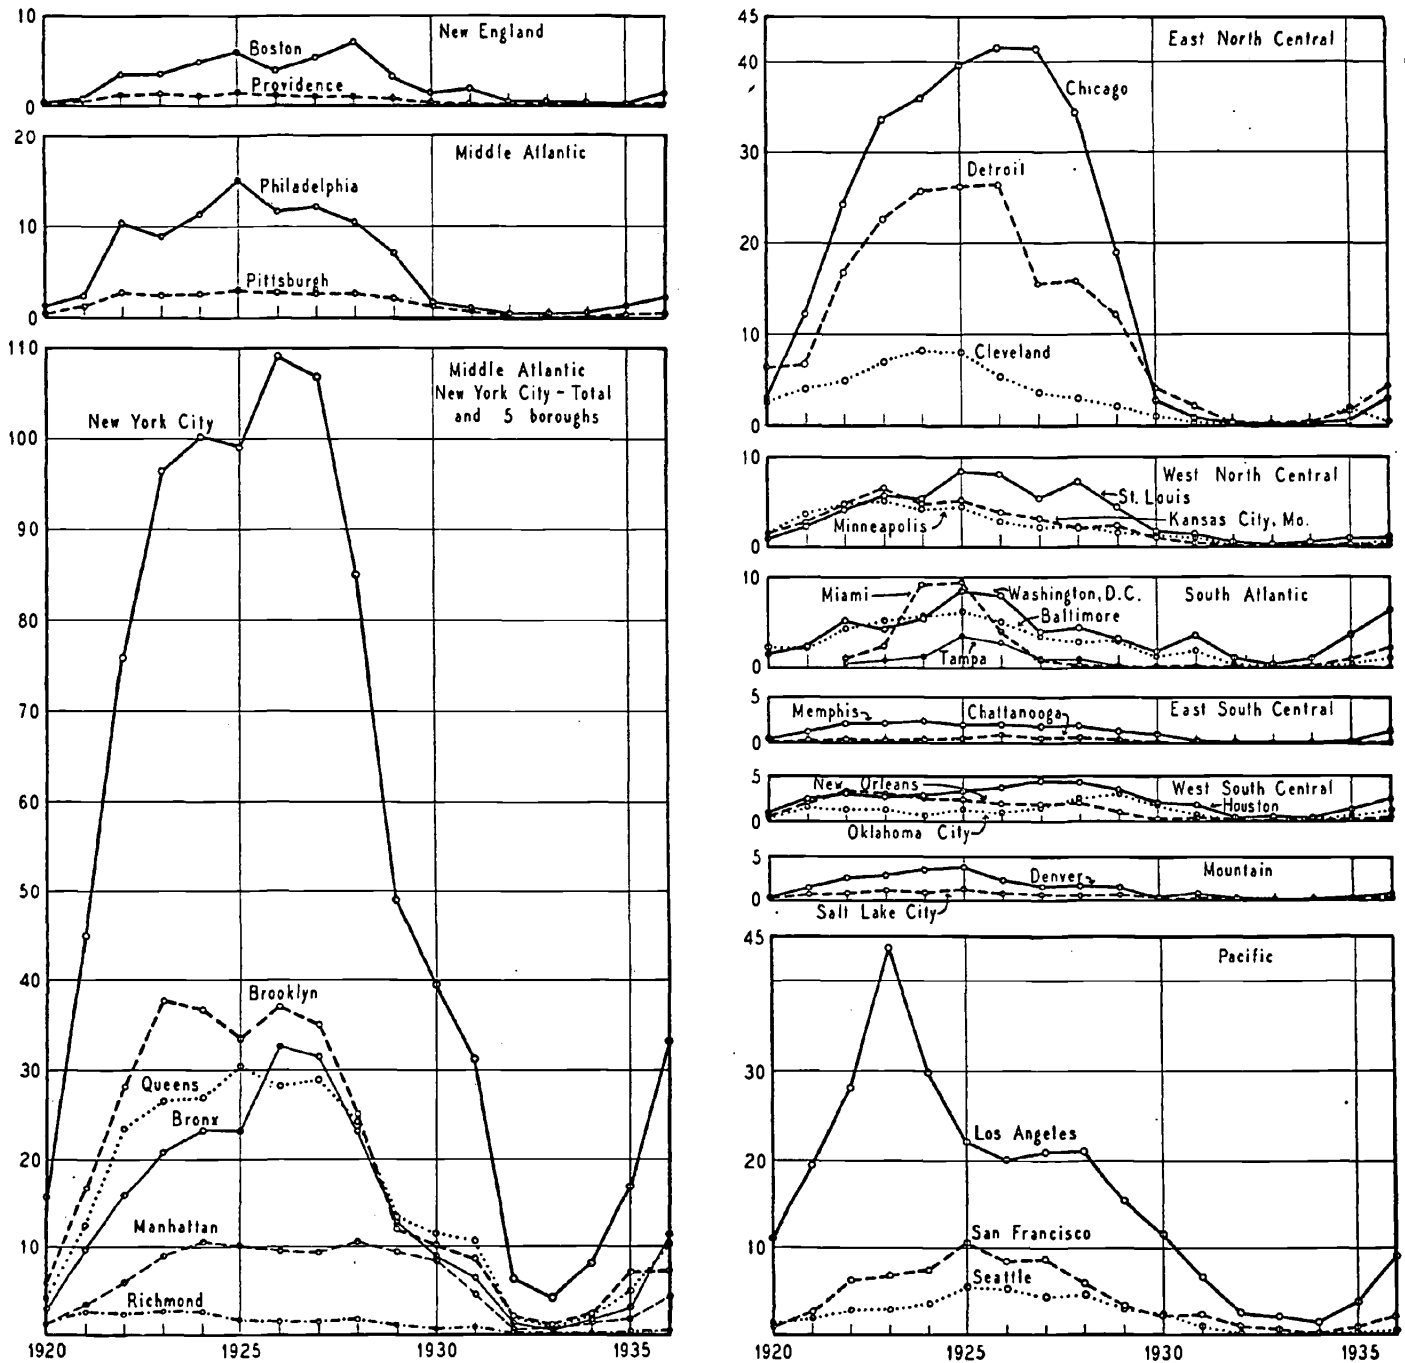 10
New England
Boston
Providence
0
20
Middle Atlantic
Philadelphia
10
Pittsburgh
0
110
Middle Atlantic
New York City - Total
and 5 boroughs
New York City
100
90
80
70
60
50
40
Brooklyn
30
Queens
Bronx
20
Manhattan
10
Richmond
1920
1925
1930
1935
45
East North Central
40
Chicago
30
Detroit
20
10
Cleveland
0
10
West North Central
St. Louis
Minneapolis
Kansas City, Mo.
0
10
Miami
Washington, D.C.
South Atlantic
Baltimore
Tampa
0
5
Memphis
Chattanooga
East South Central
0
5
New Orleans
West South Central
Houston
0
Oklahoma City
5
Mountain
Denver
0
Salt Lake City
45
Pacific
30
Los Angeles
20
San Francisco
10
Seattle
1920
1925
1930
1935